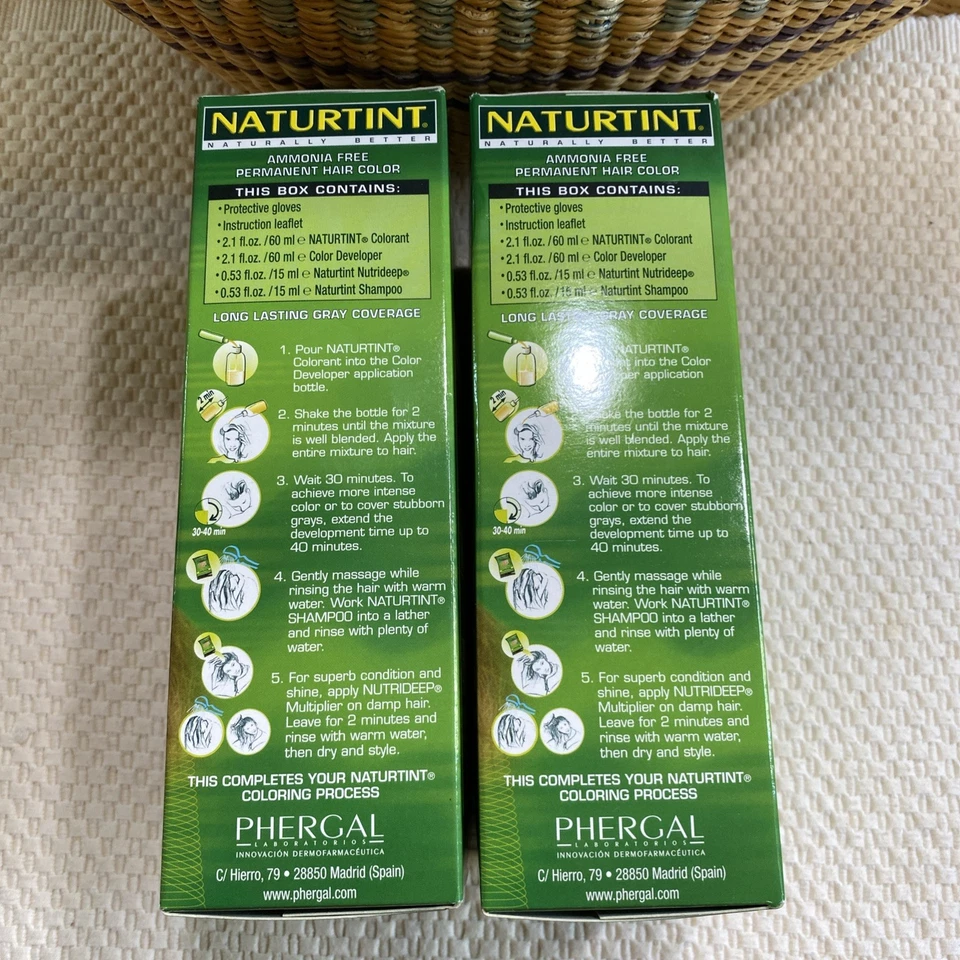 NATURTINT®
NATURALLY BETTER
AMMONIA FREE
PERMANENT HAIR COLOR
THIS BOX CONTAINS:
• Protective gloves
• Instruction leaflet
• 2.1 fl.oz. /60 ml ℮ NATURTINT® Colorant
• 2.1 fl.oz. /60 ml ℮ Color Developer
• 0.53 fl.oz. /15 ml ℮ Naturtint Nutrideep®
• 0.53 fl.oz. /15 ml ℮ Naturtint Shampoo
LONG LASTING GRAY COVERAGE
1. Pour NATURTINT®
Colorant into the Color
Developer application
bottle.
2 min
2. Shake the bottle for 2
minutes until the mixture
is well blended. Apply the
entire mixture to hair.
3. Wait 30 minutes. To
achieve more intense
color or to cover stubborn
grays, extend the
development time up to
40 minutes.
30-40 min
4. Gently massage while
rinsing the hair with warm
water. Work NATURTINT®
SHAMPOO into a lather
and rinse with plenty of
water.
5. For superb condition and
shine, apply NUTRIDEEP®
Multiplier on damp hair.
Leave for 2 minutes and
rinse with warm water,
then dry and style.
THIS COMPLETES YOUR NATURTINT®
COLORING PROCESS
PHERGAL
LABORATORIOS
INNOVACIÓN DERMOFARMACÉUTICA
C/ Hierro, 79 • 28850 Madrid (Spain)
www.phergal.com
NATURTINT®
NATURALLY BETTER
AMMONIA FREE
PERMANENT HAIR COLOR
THIS BOX CONTAINS:
• Protective gloves
• Instruction leaflet
• 2.1 fl.oz. /60 ml ℮ NATURTINT® Colorant
• 2.1 fl.oz. /60 ml ℮ Color Developer
• 0.53 fl.oz. /15 ml ℮ Naturtint Nutrideep®
• 0.53 fl.oz. /15 ml ℮ Naturtint Shampoo
LONG LASTING GRAY COVERAGE
NATURTINT®
into the Color
application
2 min
Shake the bottle for 2
minutes until the mixture
is well blended. Apply the
entire mixture to hair.
3. Wait 30 minutes. To
achieve more intense
color or to cover stubborn
grays, extend the
development time up to
40 minutes.
30-40 min
4. Gently massage while
rinsing the hair with warm
water. Work NATURTINT®
SHAMPOO into a lather
and rinse with plenty of
water.
5. For superb condition and
shine, apply NUTRIDEEP®
Multiplier on damp hair.
Leave for 2 minutes and
rinse with warm water,
then dry and style.
THIS COMPLETES YOUR NATURTINT®
COLORING PROCESS
PHERGAL
LABORATORIOS
INNOVACIÓN DERMOFARMACÉUTICA
C/ Hierro, 79 • 28850 Madrid (Spain)
www.phergal.com